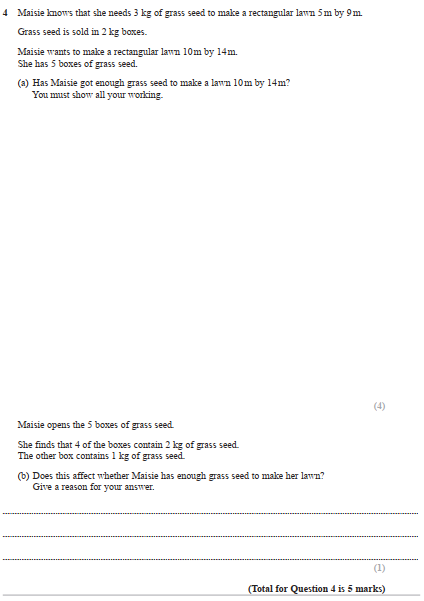 4 Maisie knows that she needs 3 kg of grass seed to make a rectangular lawn 5 m by 9 m.
Grass seed is sold in 2 kg boxes.
Maisie wants to make a rectangular lawn 10 m by 14 m.
She has 5 boxes of grass seed.
(a) Has Maisie got enough grass seed to make a lawn 10 m by 14 m?
You must show all your working.
(4)
Maisie opens the 5 boxes of grass seed.
She finds that 4 of the boxes contain 2 kg of grass seed.
The other box contains 1 kg of grass seed.
(b) Does this affect whether Maisie has enough grass seed to make her lawn?
Give a reason for your answer.
(1)
(Total for Question 4 is 5 marks)